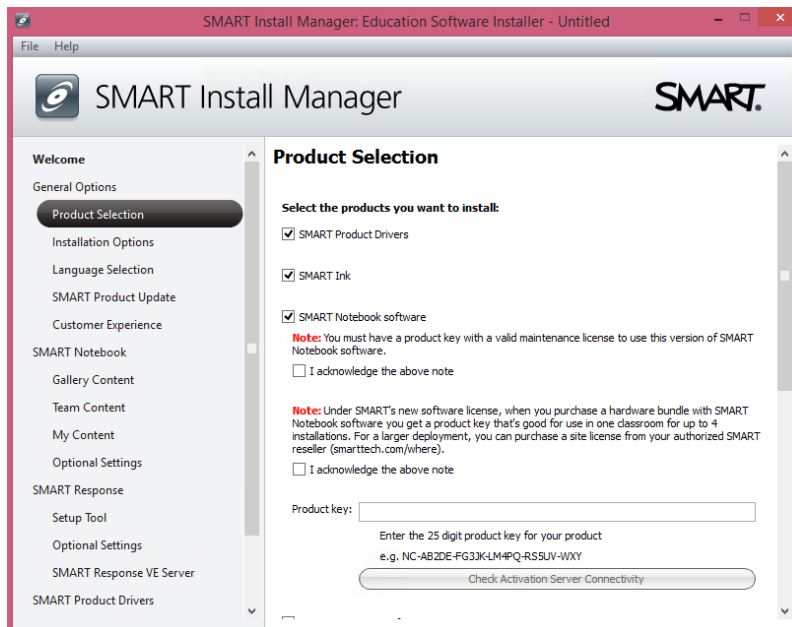 SMART Install Manager: Education Software Installer - Untitled
File Help
SMART Install Manager
SMART.
Welcome
General Options
Product Selection
Installation Options
Language Selection
SMART Product Update
Customer Experience
SMART Notebook
Gallery Content
Team Content
My Content
Optional Settings
SMART Response
Setup Tool
Optional Settings
SMART Response VE Server
SMART Product Drivers
Product Selection
Select the products you want to install:
SMART Product Drivers
SMART Ink
SMART Notebook software
Note: You must have a product key with a valid maintenance license to use this version of SMART
Notebook software.
I acknowledge the above note
Note: Under SMART's new software license, when you purchase a hardware bundle with SMART
Notebook software you get a product key that's good for use in one classroom for up to 4
installations. For a larger deployment, you can purchase a site license from your authorized SMART
reseller (smarttech.com/where).
I acknowledge the above note
Product key:
Enter the 25 digit product key for your product
e.g. NC-AB2DE-FG3JK-LM4PQ-RS5UV-WXY
Check Activation Server Connectivity